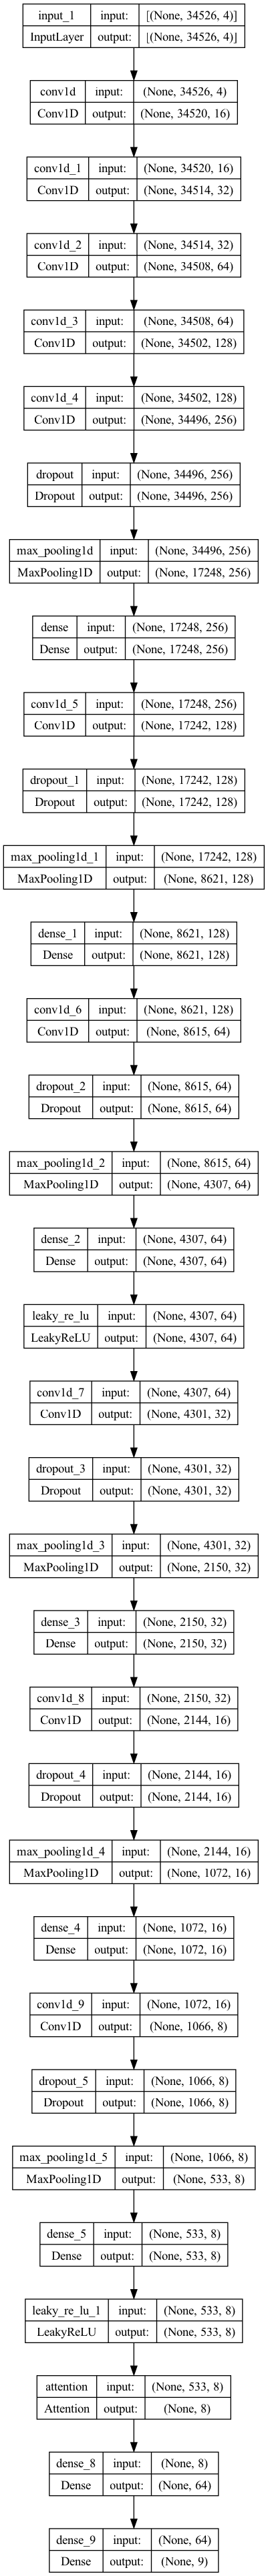 input_1 input: [(None, 34526, 4)]
InputLayer output: [(None, 34526, 4)]
conv1d input: (None, 34526, 4)
Conv1D output: (None, 34520, 16)
conv1d_1 input: (None, 34520, 16)
Conv1D output: (None, 34514, 32)
conv1d_2 input: (None, 34514, 32)
Conv1D output: (None, 34508, 64)
conv1d_3 input: (None, 34508, 64)
Conv1D output: (None, 34502, 128)
conv1d_4 input: (None, 34502, 128)
Conv1D output: (None, 34496, 256)
dropout input: (None, 34496, 256)
Dropout output: (None, 34496, 256)
max_pooling1d input: (None, 34496, 256)
MaxPooling1D output: (None, 17248, 256)
dense input: (None, 17248, 256)
Dense output: (None, 17248, 256)
conv1d_5 input: (None, 17248, 256)
Conv1D output: (None, 17242, 128)
dropout_1 input: (None, 17242, 128)
Dropout output: (None, 17242, 128)
max_pooling1d_1 input: (None, 17242, 128)
MaxPooling1D output: (None, 8621, 128)
dense_1 input: (None, 8621, 128)
Dense output: (None, 8621, 128)
conv1d_6 input: (None, 8621, 128)
Conv1D output: (None, 8615, 64)
dropout_2 input: (None, 8615, 64)
Dropout output: (None, 8615, 64)
max_pooling1d_2 input: (None, 8615, 64)
MaxPooling1D output: (None, 4307, 64)
dense_2 input: (None, 4307, 64)
Dense output: (None, 4307, 64)
leaky_re_lu input: (None, 4307, 64)
LeakyReLU output: (None, 4307, 64)
conv1d_7 input: (None, 4307, 64)
Conv1D output: (None, 4301, 32)
dropout_3 input: (None, 4301, 32)
Dropout output: (None, 4301, 32)
max_pooling1d_3 input: (None, 4301, 32)
MaxPooling1D output: (None, 2150, 32)
dense_3 input: (None, 2150, 32)
Dense output: (None, 2150, 32)
conv1d_8 input: (None, 2150, 32)
Conv1D output: (None, 2144, 16)
dropout_4 input: (None, 2144, 16)
Dropout output: (None, 2144, 16)
max_pooling1d_4 input: (None, 2144, 16)
MaxPooling1D output: (None, 1072, 16)
dense_4 input: (None, 1072, 16)
Dense output: (None, 1072, 16)
conv1d_9 input: (None, 1072, 16)
Conv1D output: (None, 1066, 8)
dropout_5 input: (None, 1066, 8)
Dropout output: (None, 1066, 8)
max_pooling1d_5 input: (None, 1066, 8)
MaxPooling1D output: (None, 533, 8)
dense_5 input: (None, 533, 8)
Dense output: (None, 533, 8)
leaky_re_lu_1 input: (None, 533, 8)
LeakyReLU output: (None, 533, 8)
attention input: (None, 533, 8)
Attention output: (None, 8)
dense_8 input: (None, 8)
Dense output: (None, 64)
dense_9 input: (None, 64)
Dense output: (None, 9)